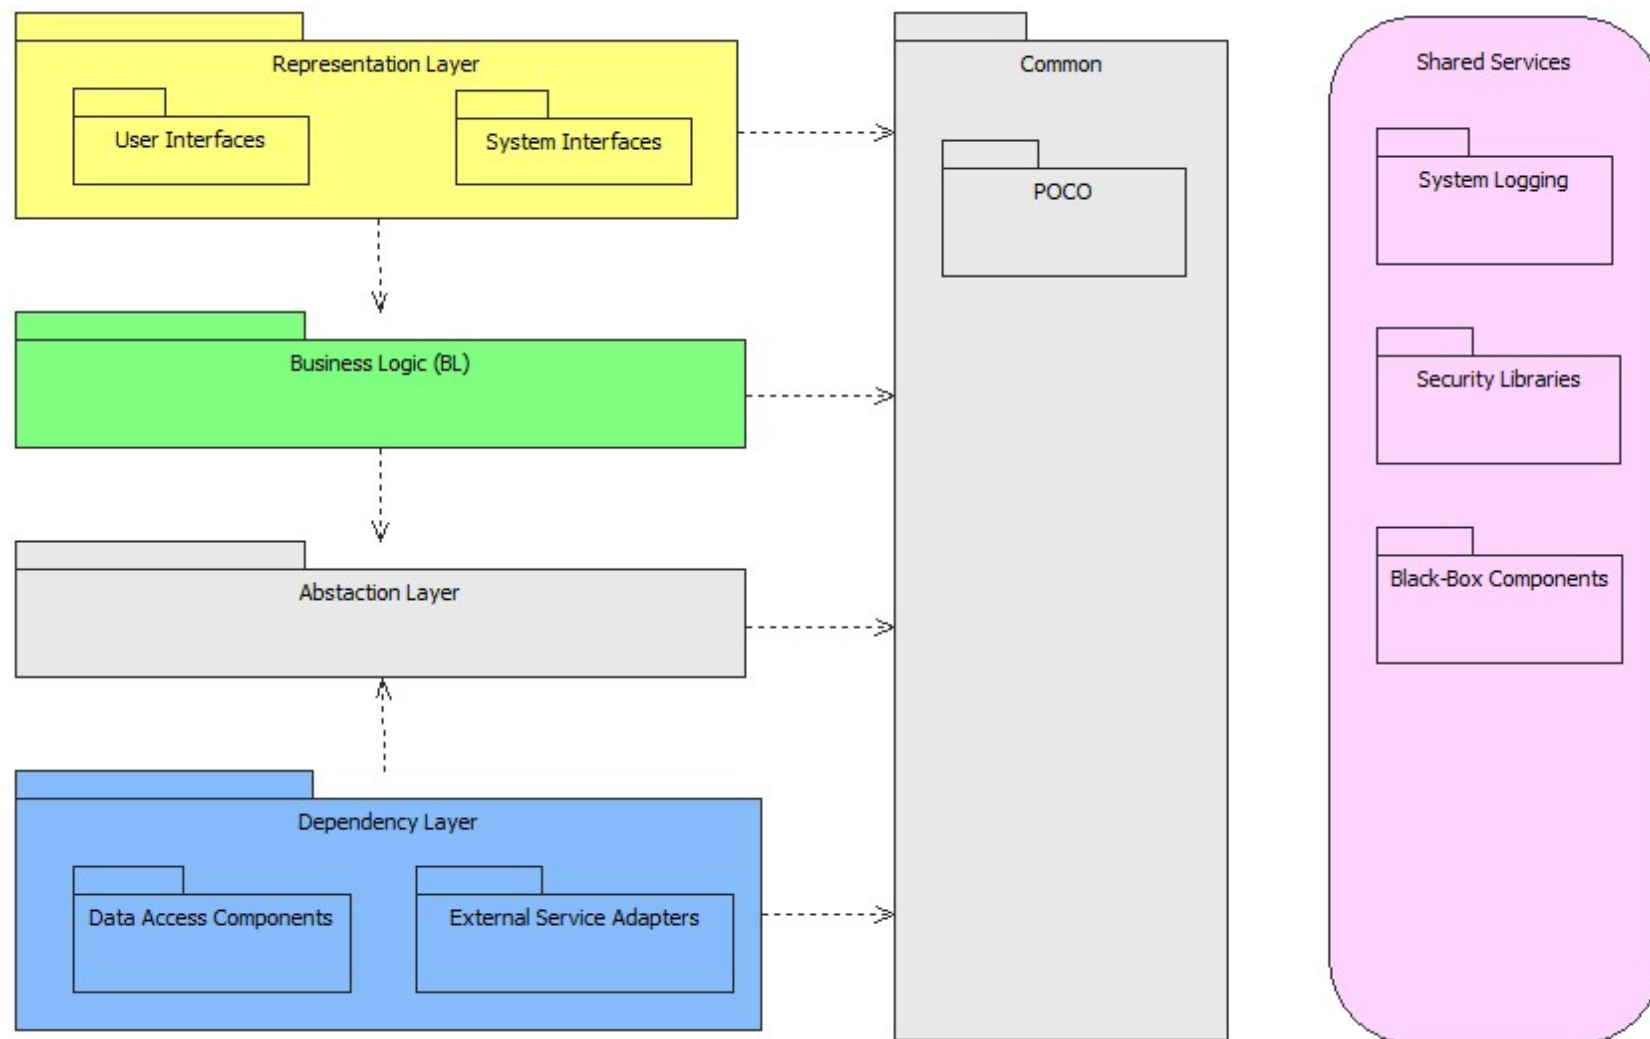 Representation Layer
User Interfaces
System Interfaces
Business Logic (BL)
Abstaction Layer
Dependency Layer
Data Access Components
External Service Adapters
Common
POCO
Shared Services
System Logging
Security Libraries
Black-Box Components